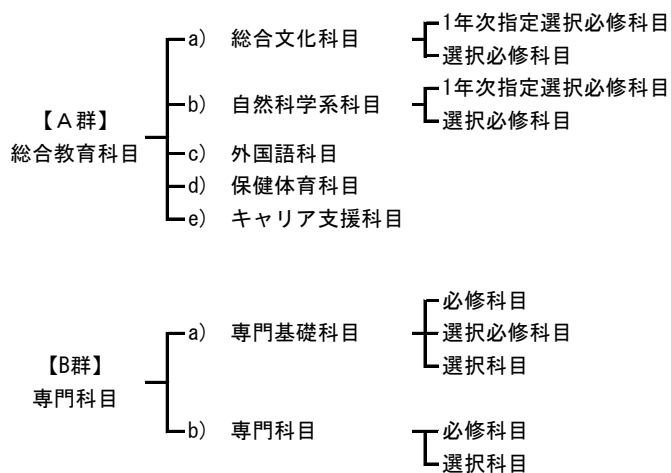 a) 総合文化科目
1年次指定選択必修科目
選択必修科目
b) 自然科学系科目
1年次指定選択必修科目
選択必修科目
【A群】
総合教育科目
c) 外国語科目
d) 保健体育科目
e) キャリア支援科目
a) 専門基礎科目
必修科目
選択必修科目
選択科目
【B群】
専門科目
b) 専門科目
必修科目
選択科目